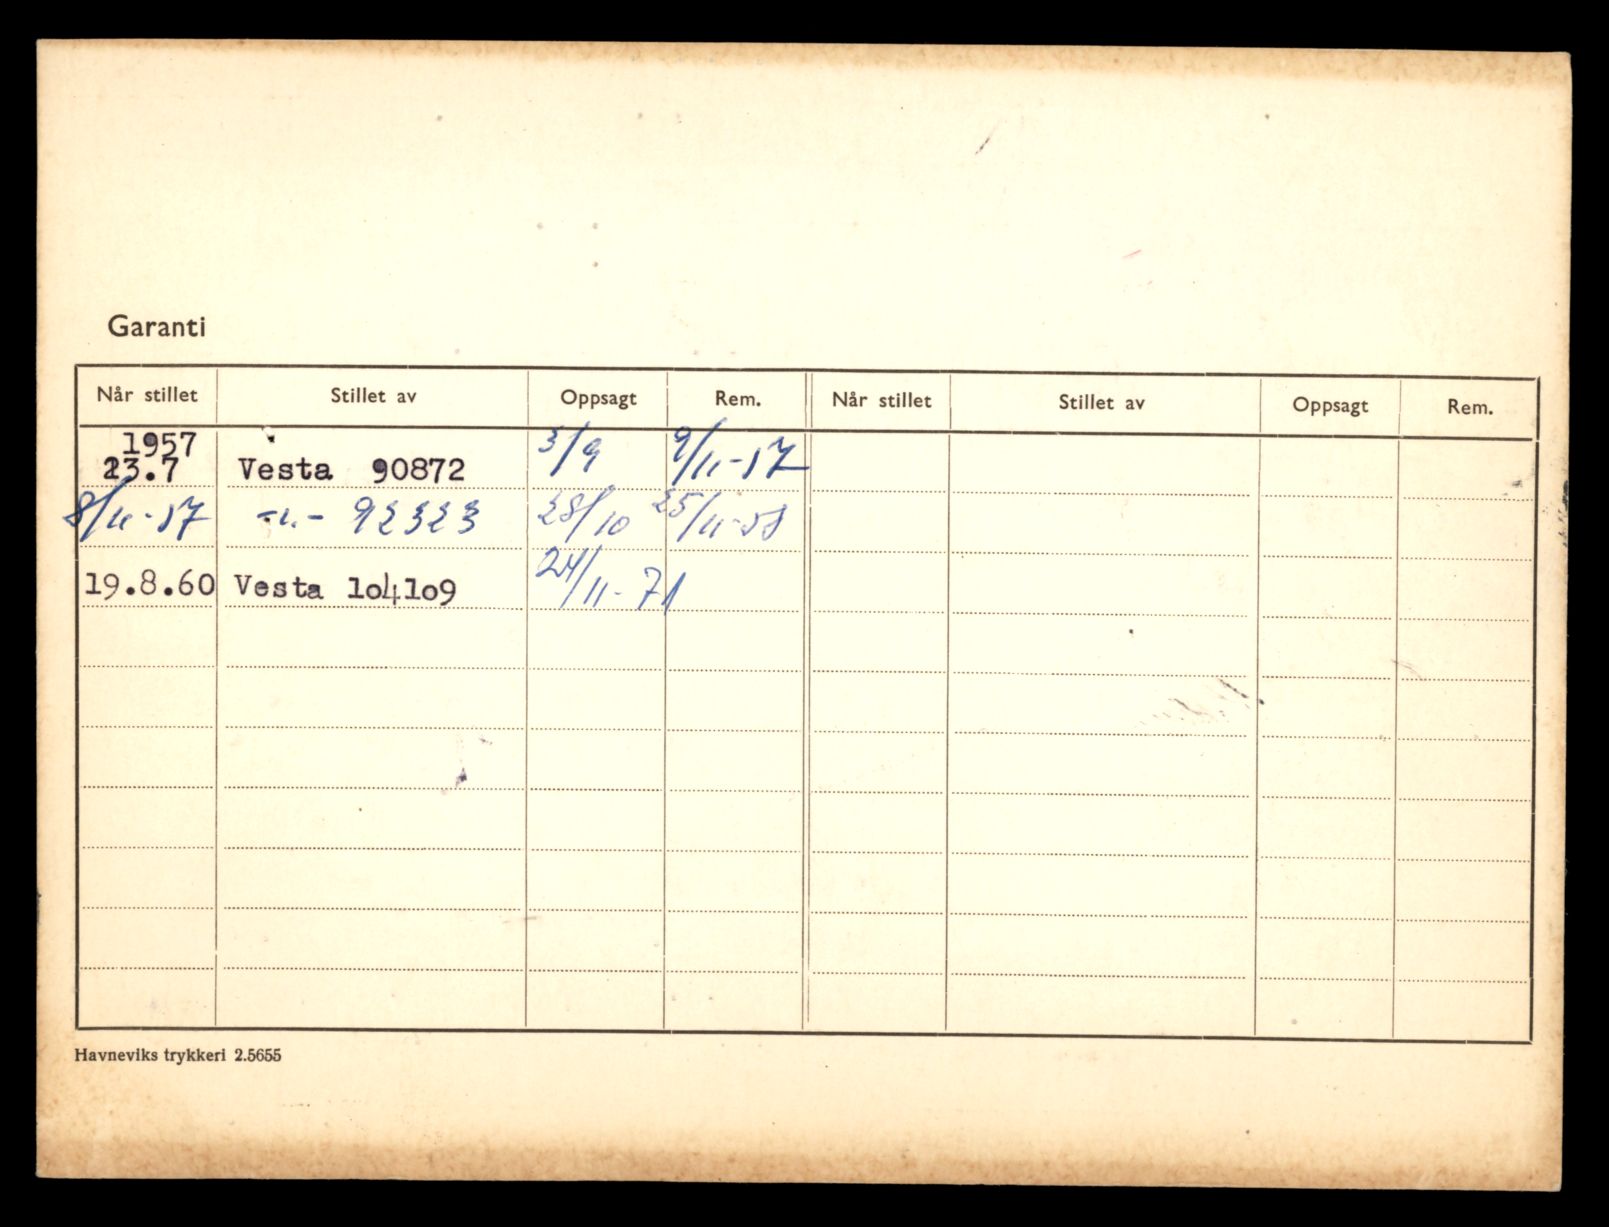 Garanti
Når stillet Stillet av Oppsagt Rem. Når stillet Stillet av Oppsagt Rem.
1957
23.7 Vesta 90872 3/9 9/11-57
8/11-57 -"- 92323 28/10 25/11-58
19.8.60 Vesta 104109 24/11-71
Havneviks trykkeri 2.5655